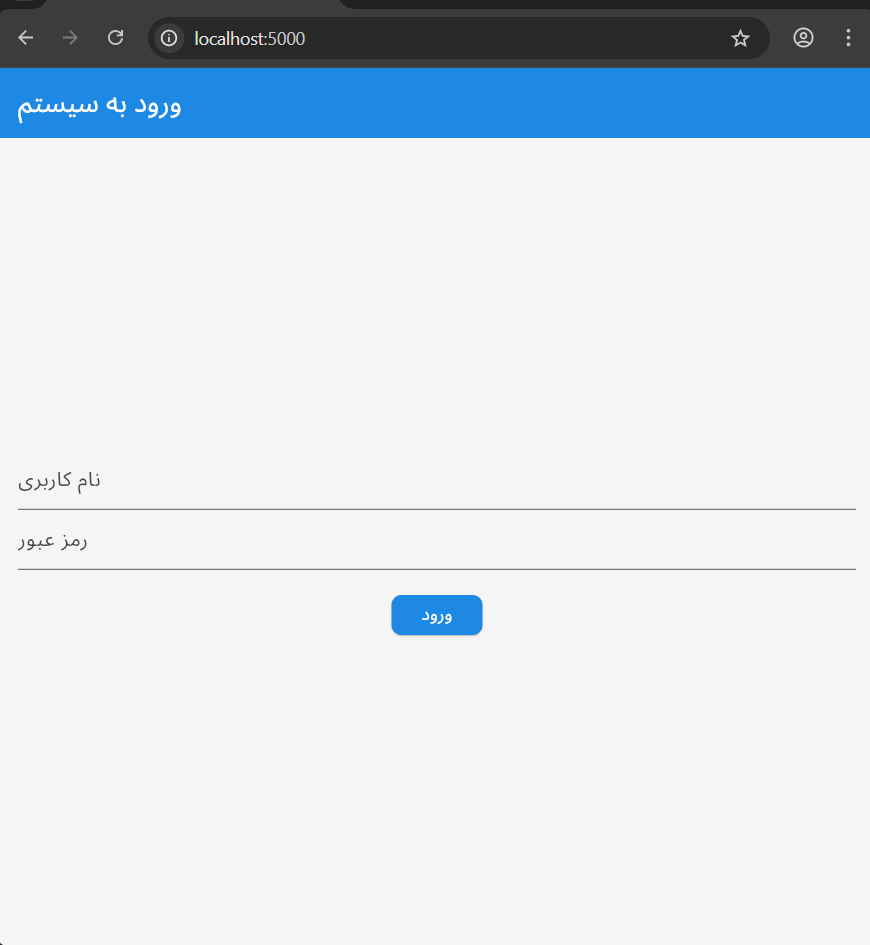 localhost:5000
ورود به سیستم
نام کاربری
رمز عبور
ورود